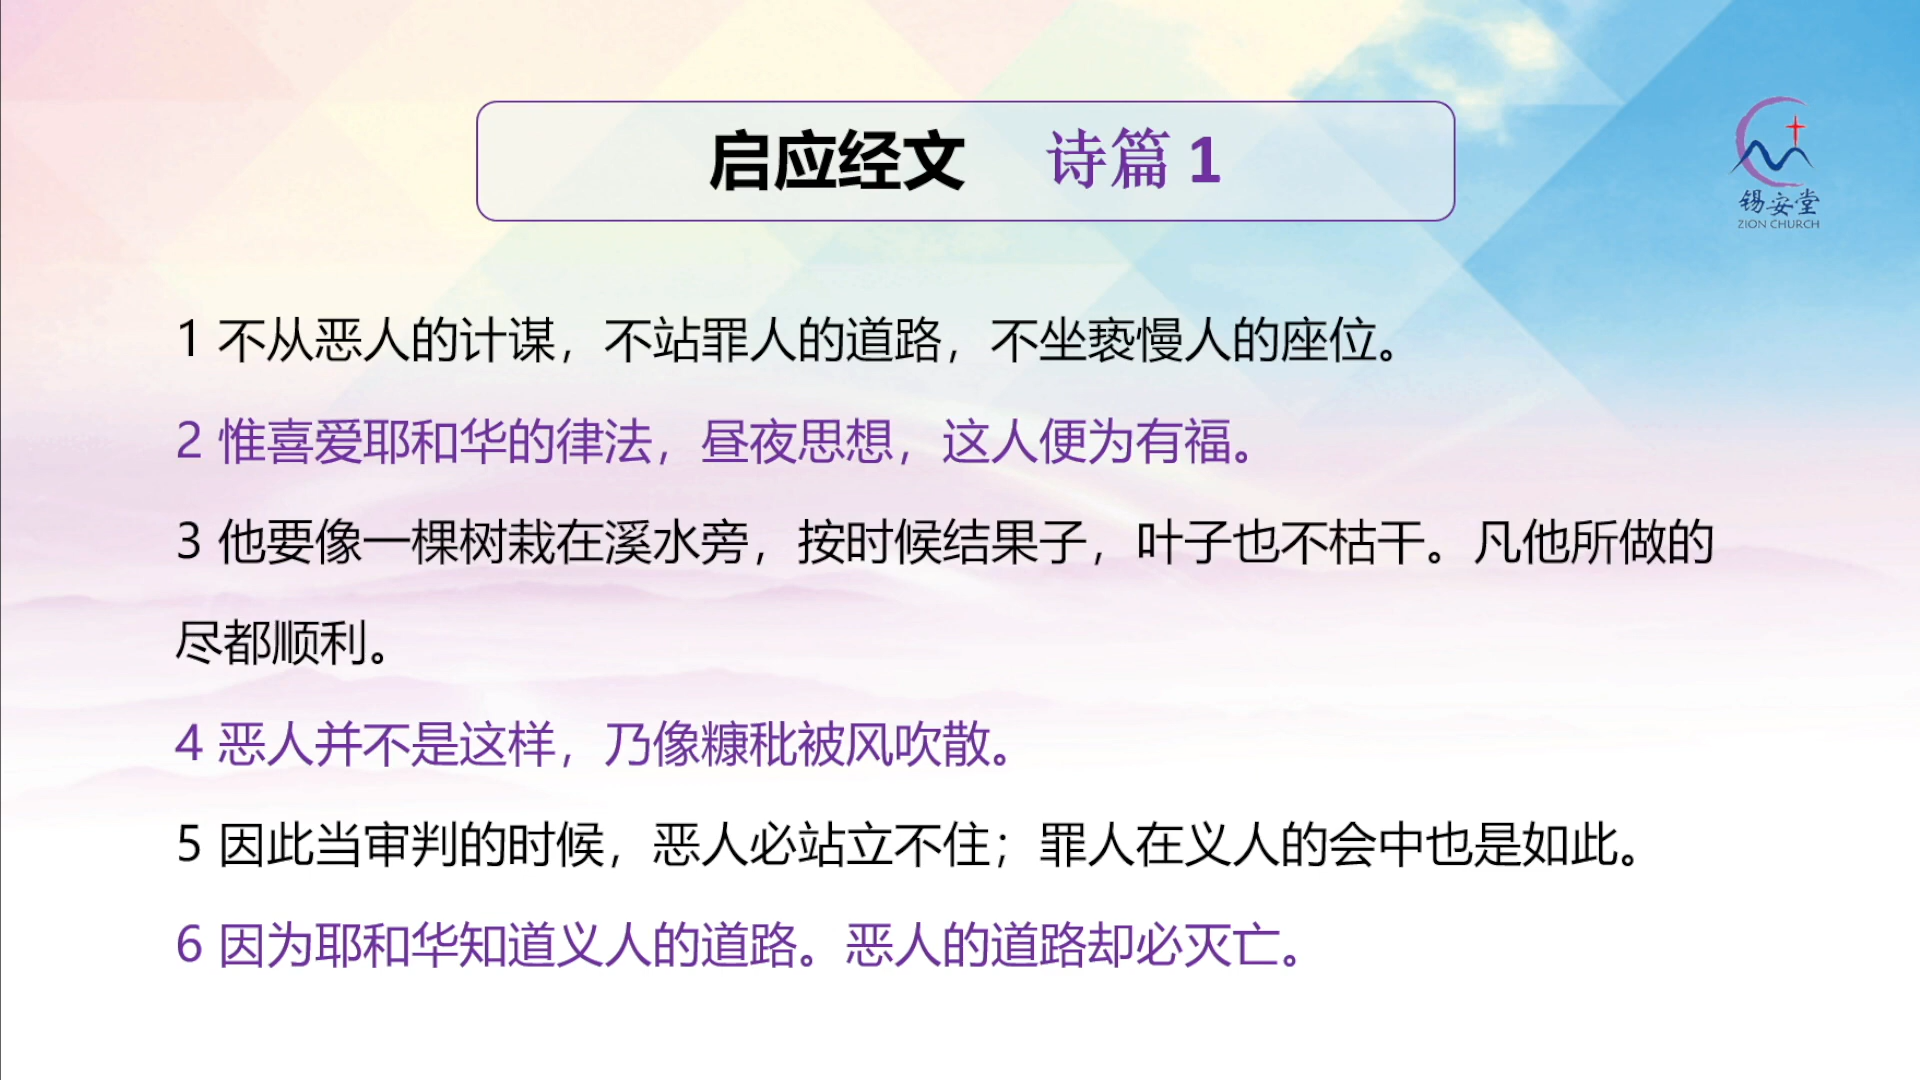 启应经文 诗篇 1
锡安堂
ZION CHURCH
1 不从恶人的计谋，不站罪人的道路，不坐亵慢人的座位。
2 惟喜爱耶和华的律法，昼夜思想，这人便为有福。
3 他要像一棵树栽在溪水旁，按时候结果子，叶子也不枯干。凡他所做的
尽都顺利。
4 恶人并不是这样，乃像糠秕被风吹散。
5 因此当审判的时候，恶人必站立不住；罪人在义人的会中也是如此。
6 因为耶和华知道义人的道路。恶人的道路却必灭亡。